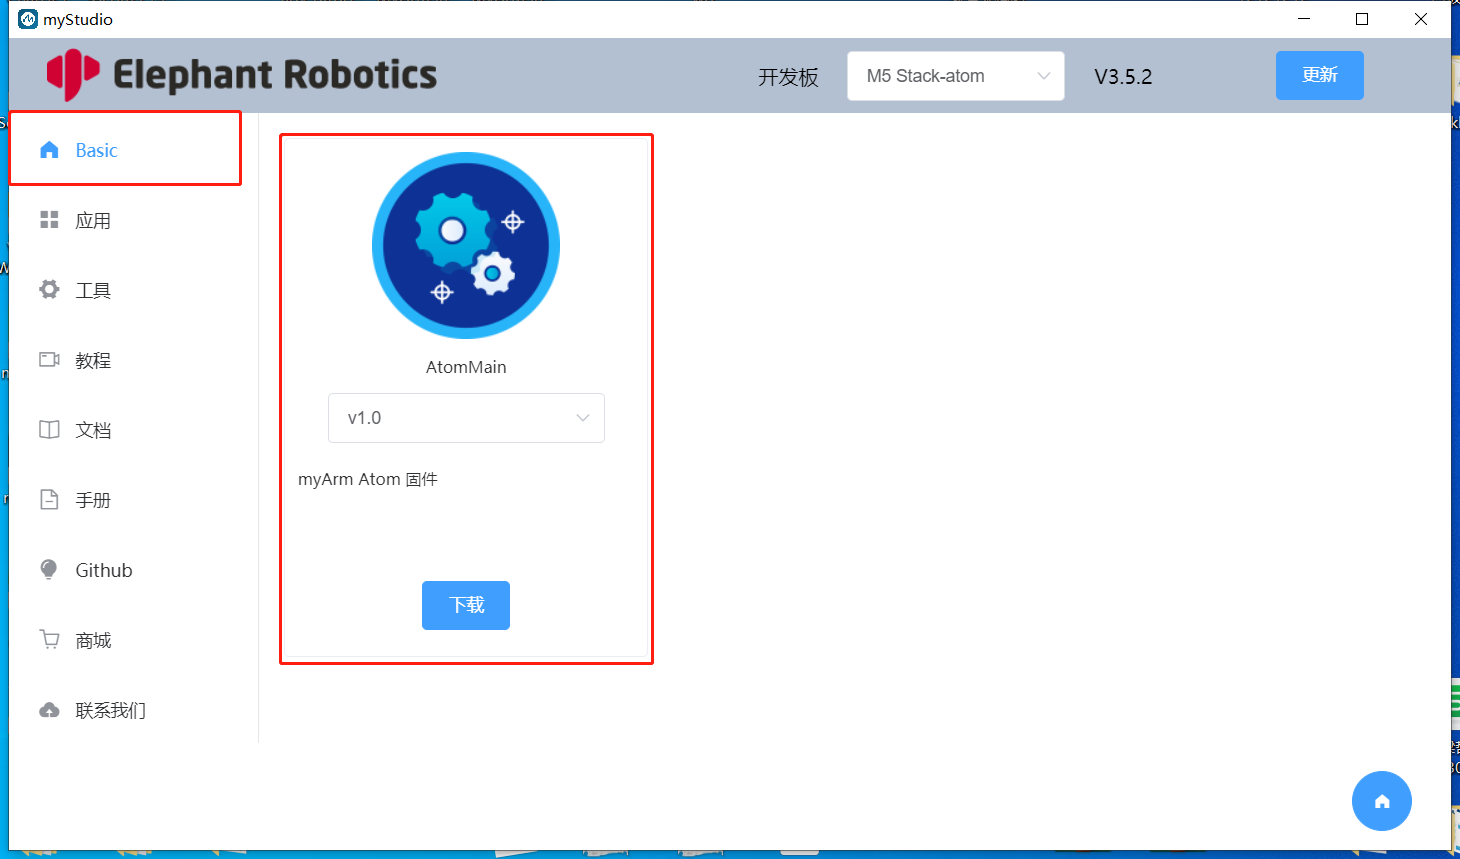 myStudio
Elephant Robotics
开发板
M5 Stack-atom
V3.5.2
更新
Basic
应用
工具
教程
文档
手册
Github
商城
联系我们
AtomMain
v1.0
myArm Atom 固件
下载